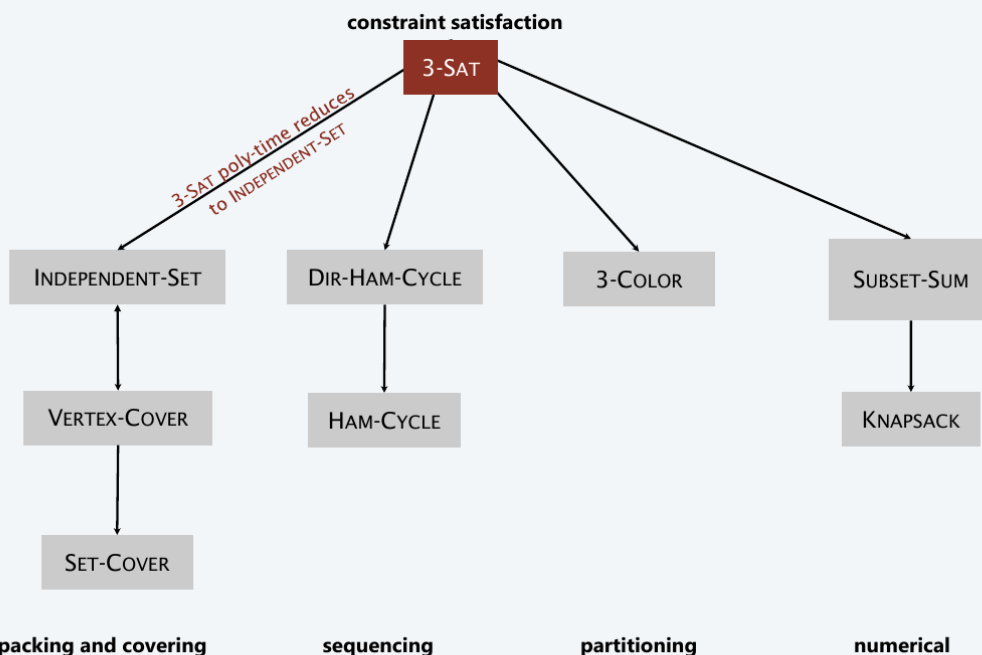 constraint satisfaction
3-SAT
3-SAT poly-time reduces
to INDEPENDENT-SET
INDEPENDENT-SET
DIR-HAM-CYCLE
3-COLOR
SUBSET-SUM
VERTEX-COVER
HAM-CYCLE
KNAPSACK
SET-COVER
packing and covering
sequencing
partitioning
numerical